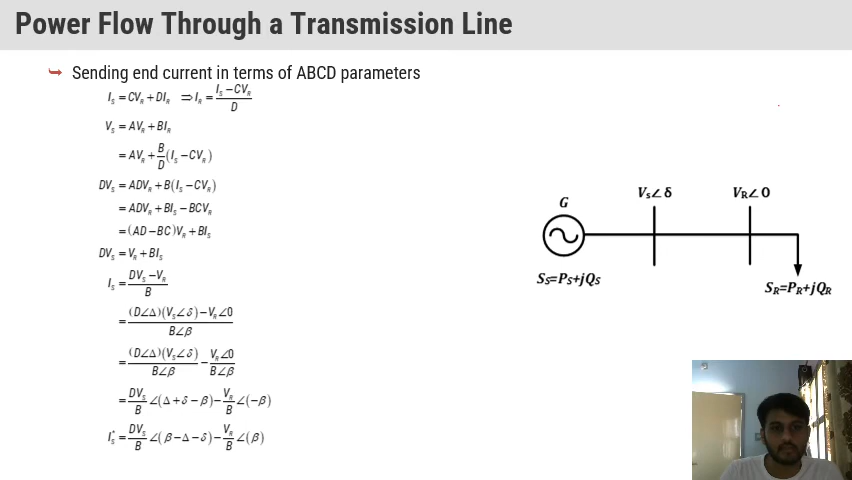 Power Flow Through a Transmission Line
Sending end current in terms of ABCD parameters
I_S = CV_R + DI_R ⇒ I_R = (I_S − CV_R)/D
V_S = AV_R + BI_R
= AV_R + B/D (I_S − CV_R)
DV_S = ADV_R + B(I_S − CV_R)
= ADV_R + BI_S − BCV_R
= (AD − BC)V_R + BI_S
DV_S = V_R + BI_S
I_S = (DV_S − V_R)/B
= ((D∠Δ)(V_S∠δ) − V_R∠0)/(B∠β)
= ((D∠Δ)(V_S∠δ))/(B∠β) − (V_R∠0)/(B∠β)
= DV_S/B ∠(Δ + δ − β) − V_R/B ∠(−β)
I_S^* = DV_S/B ∠(β − Δ − δ) − V_R/B ∠(β)
G
V_S∠δ
V_R∠0
S_S=P_S+jQ_S
S_R=P_R+jQ_R